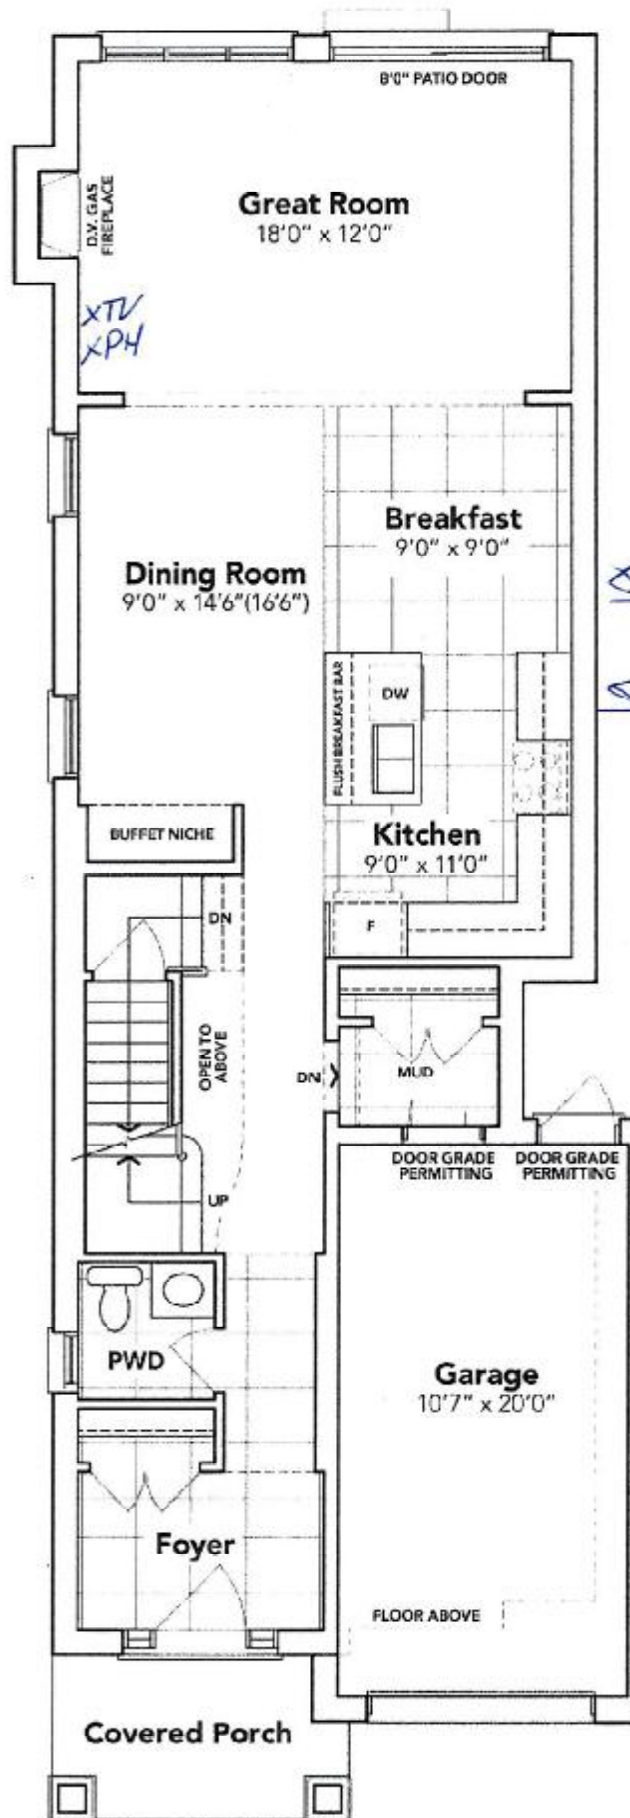 8'0" PATIO DOOR
D.V. GAS
FIREPLACE
Great Room
18'0" x 12'0"
xTV
xPH
Breakfast
9'0" x 9'0"
Dining Room
9'0" x 14'6"(16'6")
FLUSH BREAKFAST BAR
DW
BUFFET NICHE
Kitchen
9'0" x 11'0"
F
DN
OPEN TO
ABOVE
DN
MUD
DOOR GRADE
PERMITTING
DOOR GRADE
PERMITTING
UP
PWD
Garage
10'7" x 20'0"
Foyer
FLOOR ABOVE
Covered Porch